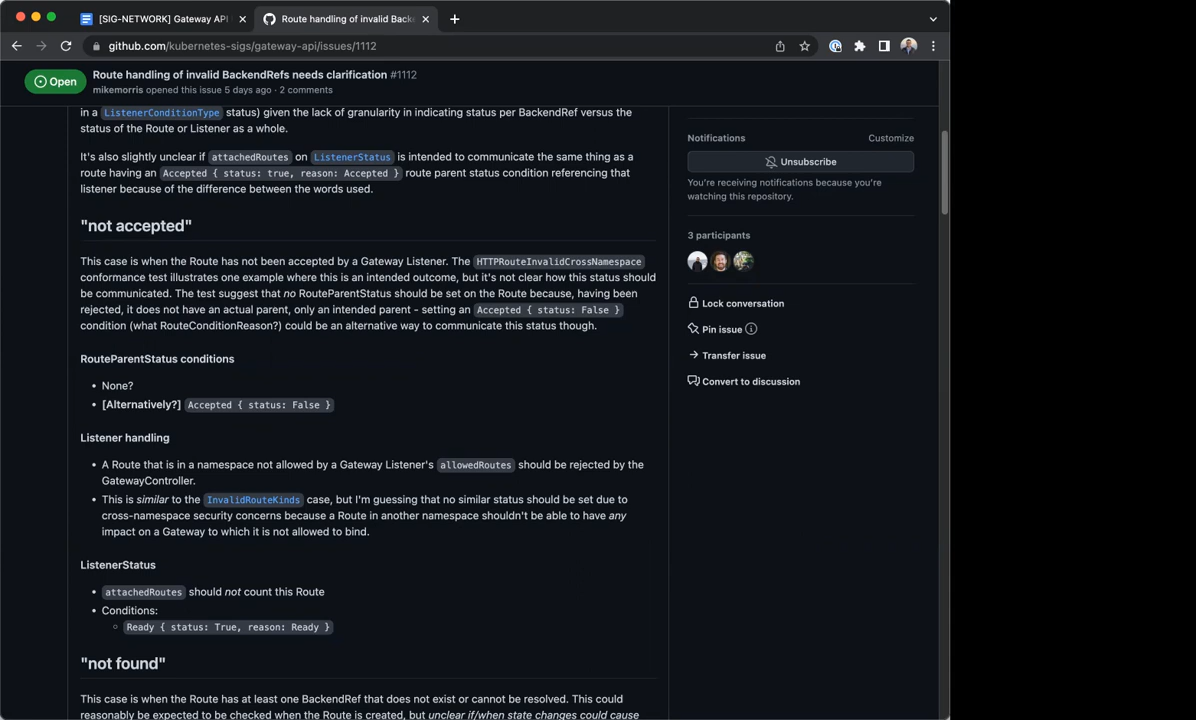 [SIG-NETWORK] Gateway API
Route handling of invalid Back
github.com/kubernetes-sigs/gateway-api/issues/1112
Open
Route handling of invalid BackendRefs needs clarification #1112
mikemorris opened this issue 5 days ago · 2 comments
in a ListenerConditionType status) given the lack of granularity in indicating status per BackendRef versus the
status of the Route or Listener as a whole.
It's also slightly unclear if attachedRoutes on ListenerStatus is intended to communicate the same thing as a
route having an Accepted { status: true, reason: Accepted } route parent status condition referencing that
listener because of the difference between the words used.
"not accepted"
This case is when the Route has not been accepted by a Gateway Listener. The HTTPRouteInvalidCrossNamespace
conformance test illustrates one example where this is an intended outcome, but it's not clear how this status should
be communicated. The test suggest that no RouteParentStatus should be set on the Route because, having been
rejected, it does not have an actual parent, only an intended parent - setting an Accepted { status: False }
condition (what RouteConditionReason?) could be an alternative way to communicate this status though.
RouteParentStatus conditions
• None?
• [Alternatively?] Accepted { status: False }
Listener handling
• A Route that is in a namespace not allowed by a Gateway Listener's allowedRoutes should be rejected by the
GatewayController.
• This is similar to the InvalidRouteKinds case, but I'm guessing that no similar status should be set due to
cross-namespace security concerns because a Route in another namespace shouldn't be able to have any
impact on a Gateway to which it is not allowed to bind.
ListenerStatus
• attachedRoutes should not count this Route
• Conditions:
◦ Ready { status: True, reason: Ready }
"not found"
This case is when the Route has at least one BackendRef that does not exist or cannot be resolved. This could
reasonably be expected to be checked when the Route is created, but unclear if/when state changes could cause
Notifications
Customize
Unsubscribe
You're receiving notifications because you're
watching this repository.
3 participants
Lock conversation
Pin issue
Transfer issue
Convert to discussion